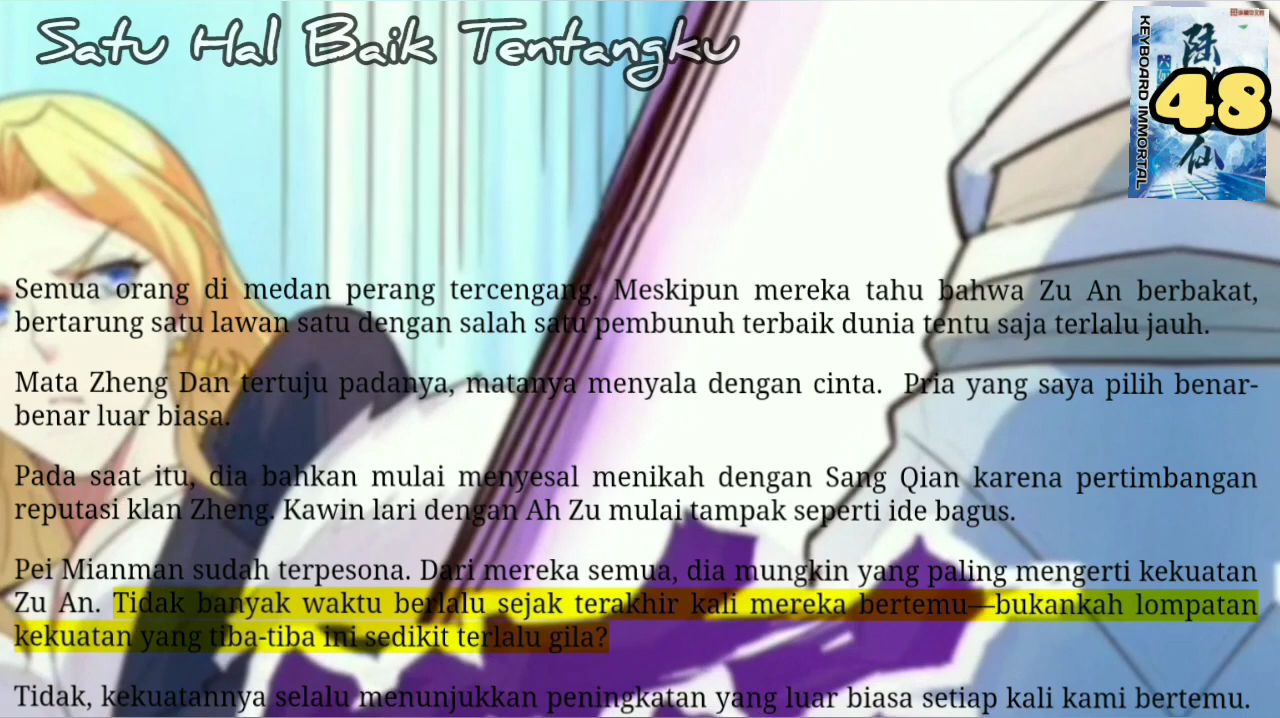 Satu Hal Baik Tentangku
KEYBOARD IMMORTAL
48
Semua orang di medan perang tercengang. Meskipun mereka tahu bahwa Zu An berbakat,
bertarung satu lawan satu dengan salah satu pembunuh terbaik dunia tentu saja terlalu jauh.
Mata Zheng Dan tertuju padanya, matanya menyala dengan cinta. Pria yang saya pilih benar-
benar luar biasa.
Pada saat itu, dia bahkan mulai menyesal menikah dengan Sang Qian karena pertimbangan
reputasi klan Zheng. Kawin lari dengan Ah Zu mulai tampak seperti ide bagus.
Pei Mianman sudah terpesona. Dari mereka semua, dia mungkin yang paling mengerti kekuatan
Zu An. Tidak banyak waktu berlalu sejak terakhir kali mereka bertemu—bukankah lompatan
kekuatan yang tiba-tiba ini sedikit terlalu gila?
Tidak, kekuatannya selalu menunjukkan peningkatan yang luar biasa setiap kali kami bertemu.